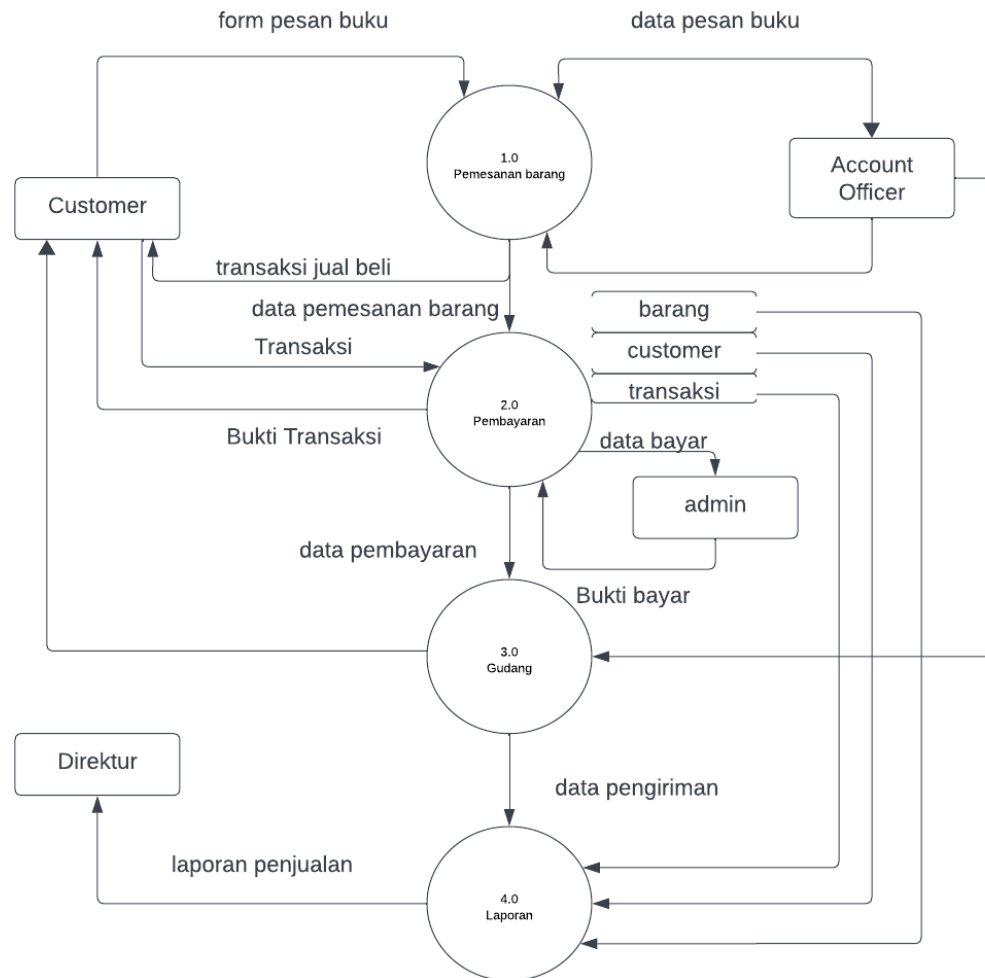 form pesan buku
data pesan buku
1.0
Pemesanan barang
Account
Officer
Customer
transaksi jual beli
data pemesanan barang
barang
Transaksi
customer
transaksi
2.0
Pembayaran
Bukti Transaksi
data bayar
admin
data pembayaran
Bukti bayar
3.0
Gudang
Direktur
data pengiriman
laporan penjualan
4.0
Laporan